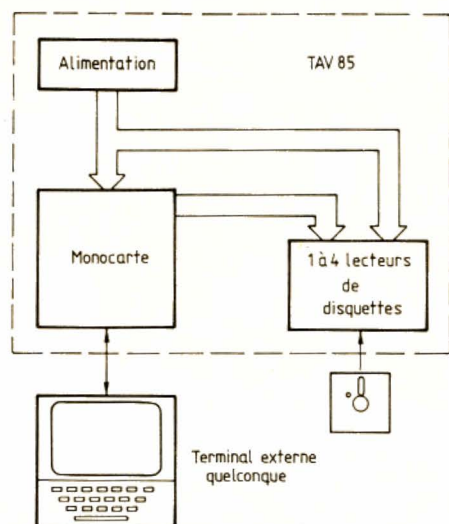 Alimentation
TAV 85
Monocarte
1 à 4 lecteurs
de
disquettes
Terminal externe
quelconque